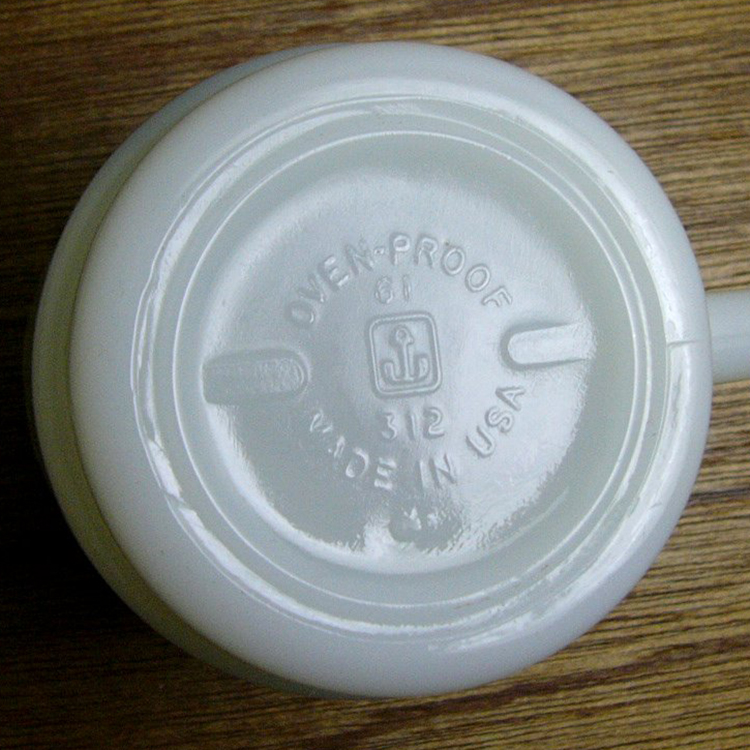 OVEN-PROOF
61
312
MADE IN USA